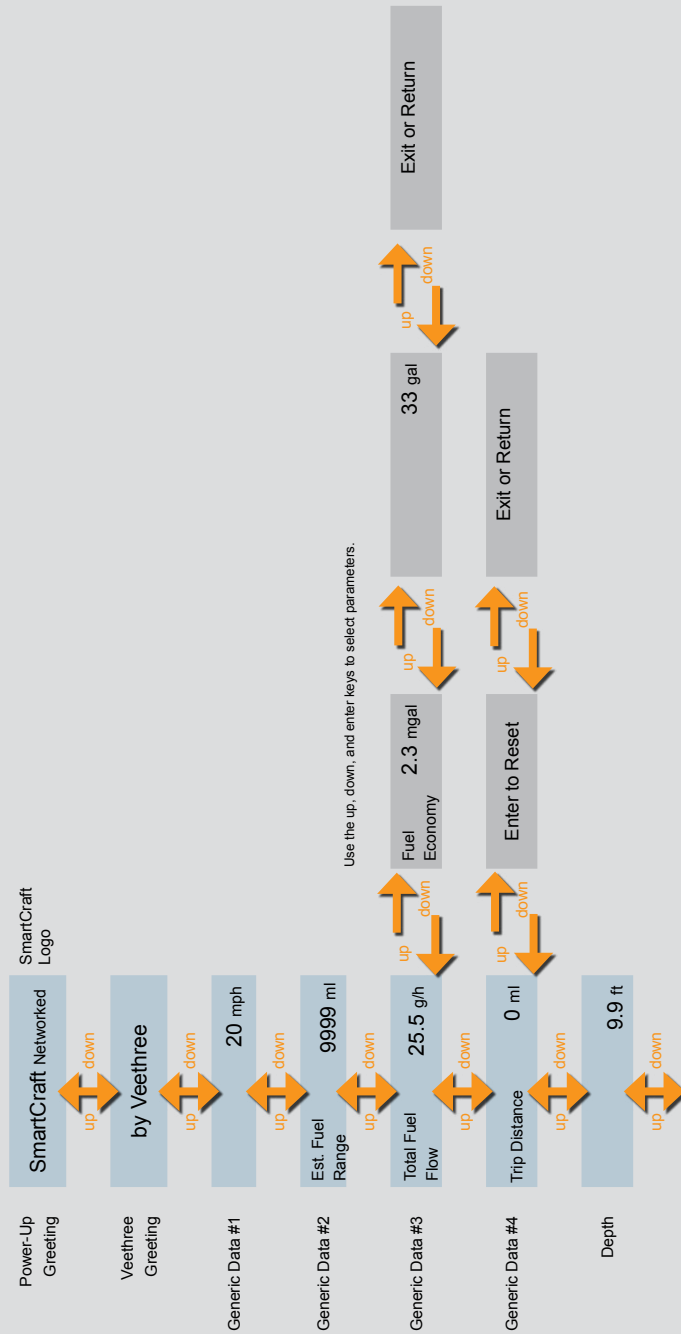 Power-Up
Greeting
SmartCraft Networked
SmartCraft
Logo
up
down
Veethree
Greeting
by Veethree
up
down
Generic Data #1
20 mph
up
down
Generic Data #2
Est. Fuel
Range
9999 ml
up
down
Use the up, down, and enter keys to select parameters.
Generic Data #3
Total Fuel
Flow
25.5 g/h
up
down
Fuel
Economy
2.3 mgal
up
down
33 gal
up
down
Exit or Return
up
down
Generic Data #4
Trip Distance
0 ml
up
down
Enter to Reset
up
down
Exit or Return
up
down
Depth
9.9 ft
up
down